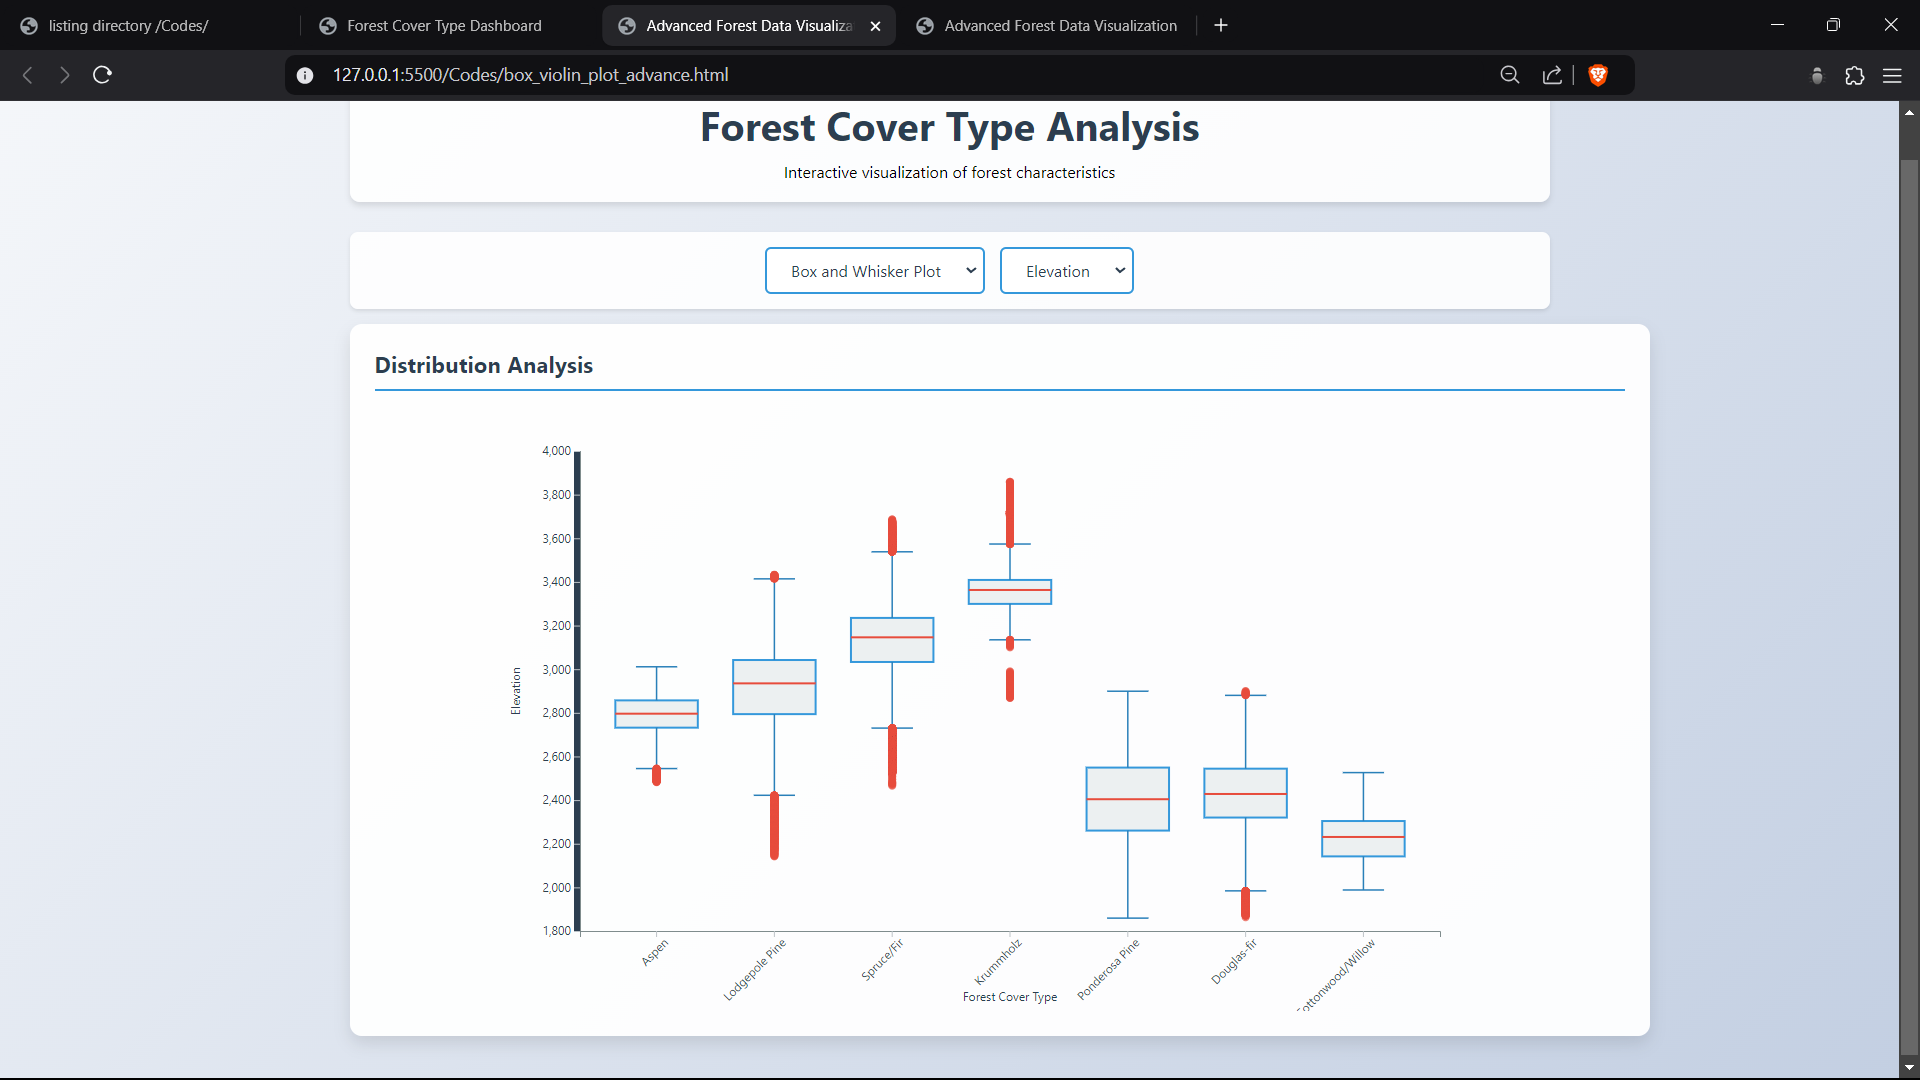 listing directory /Codes/
Forest Cover Type Dashboard
Advanced Forest Data Visualiza
Advanced Forest Data Visualization
127.0.0.1:5500/Codes/box_violin_plot_advance.html
Forest Cover Type Analysis
Interactive visualization of forest characteristics
Box and Whisker Plot
Elevation
Distribution Analysis
4,000
3,800
3,600
3,400
3,200
3,000
2,800
2,600
2,400
2,200
2,000
1,800
Elevation
Aspen
Lodgepole Pine
Spruce/Fir
Krummholz
Ponderosa Pine
Douglas-fir
ottonwood/Willow
Forest Cover Type